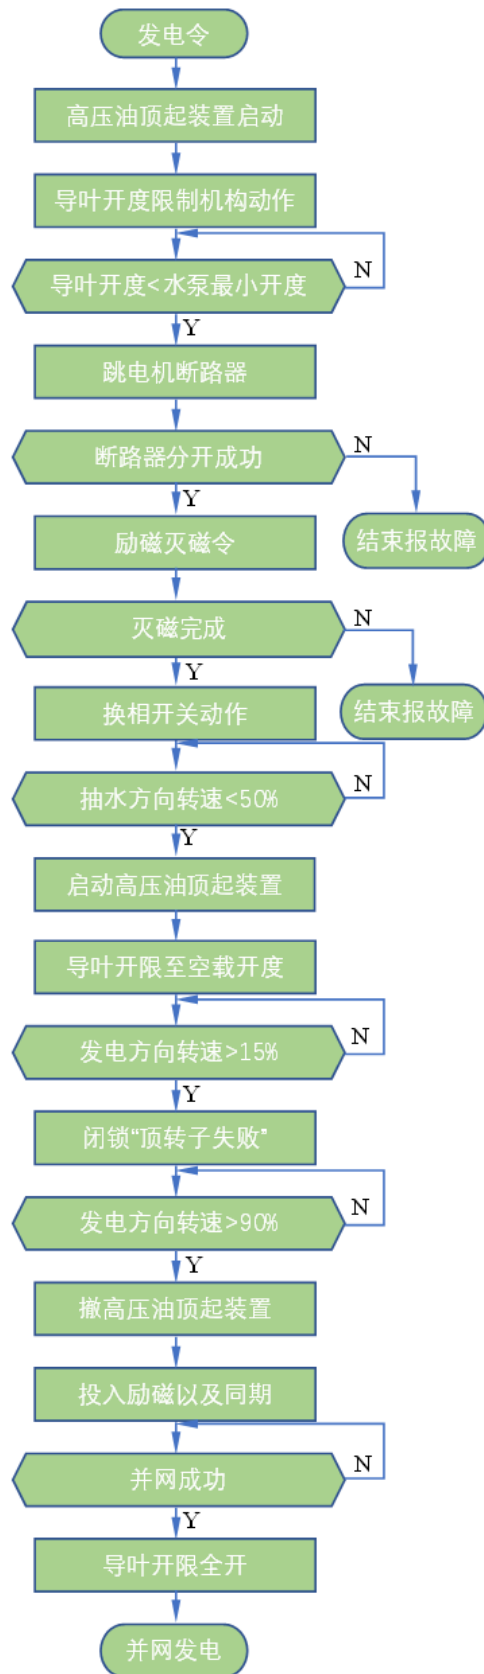 发电令
高压油顶起装置启动
导叶开度限制机构动作
N
导叶开度<水泵最小开度
Y
跳电机断路器
N
断路器分开成功
Y
励磁灭磁令
结束报故障
N
灭磁完成
Y
换相开关动作
结束报故障
N
抽水方向转速<50%
Y
启动高压油顶起装置
导叶开限至空载开度
N
发电方向转速>15%
Y
闭锁“顶转子失败”
N
发电方向转速>90%
Y
撤高压油顶起装置
投入励磁以及同期
N
并网成功
Y
导叶开限全开
并网发电